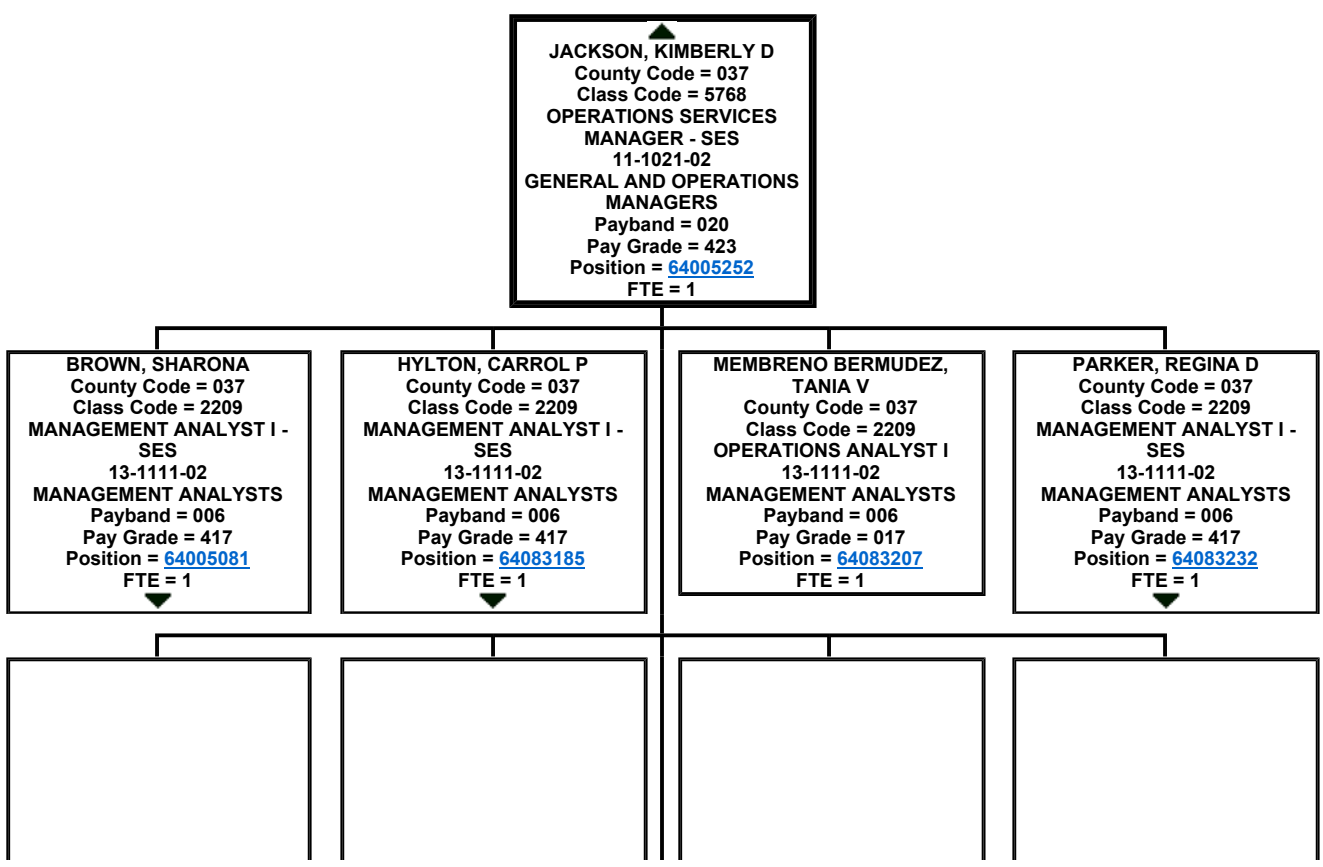 JACKSON, KIMBERLY D
County Code = 037
Class Code = 5768
OPERATIONS SERVICES
MANAGER - SES
11-1021-02
GENERAL AND OPERATIONS
MANAGERS
Payband = 020
Pay Grade = 423
Position = 64005252
FTE = 1
BROWN, SHARONA
County Code = 037
Class Code = 2209
MANAGEMENT ANALYST I -
SES
13-1111-02
MANAGEMENT ANALYSTS
Payband = 006
Pay Grade = 417
Position = 64005081
FTE = 1
HYLTON, CARROL P
County Code = 037
Class Code = 2209
MANAGEMENT ANALYST I -
SES
13-1111-02
MANAGEMENT ANALYSTS
Payband = 006
Pay Grade = 417
Position = 64083185
FTE = 1
MEMBRENO BERMUDEZ,
TANIA V
County Code = 037
Class Code = 2209
OPERATIONS ANALYST I
13-1111-02
MANAGEMENT ANALYSTS
Payband = 006
Pay Grade = 017
Position = 64083207
FTE = 1
PARKER, REGINA D
County Code = 037
Class Code = 2209
MANAGEMENT ANALYST I -
SES
13-1111-02
MANAGEMENT ANALYSTS
Payband = 006
Pay Grade = 417
Position = 64083232
FTE = 1